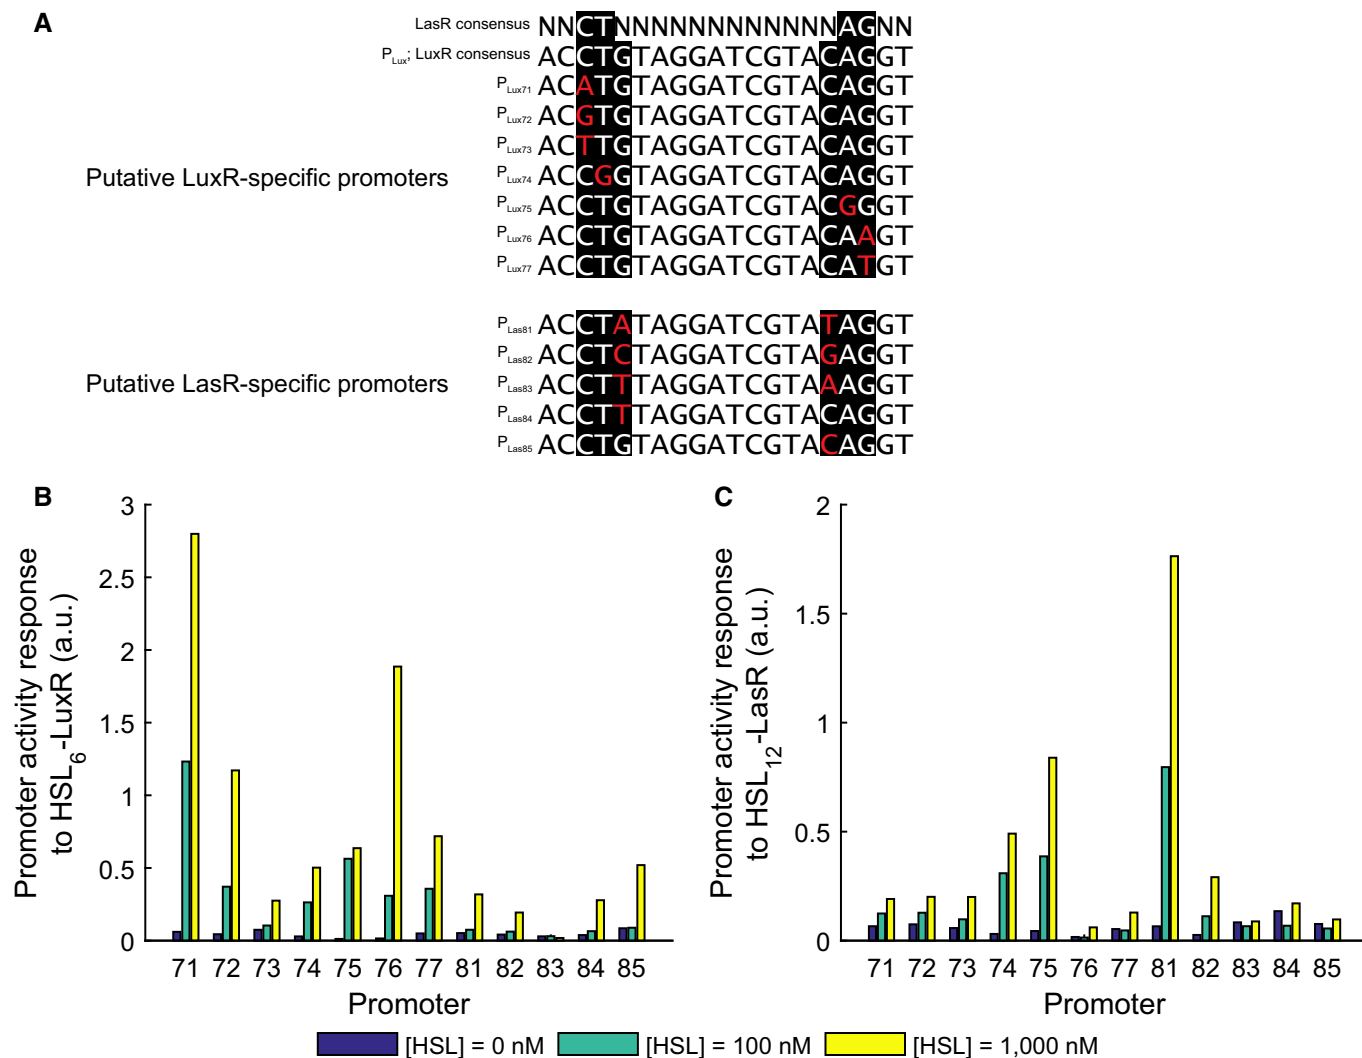 A
LasR consensus NNCTNNNNNNNNNNNNAGNN
PLux; LuxR consensus ACCTGTAGGATCGTACAGGT
PLux71 ACATGTAGGATCGTACAGGT
PLux72 ACGTGTAGGATCGTACAGGT
PLux73 ACTTGTAGGATCGTACAGGT
Putative LuxR-specific promoters
PLux74 ACCGGTAGGATCGTACAGGT
PLux75 ACCTGTAGGATCGTACGGGT
PLux76 ACCTGTAGGATCGTACAAGT
PLux77 ACCTGTAGGATCGTACATGT
PLas81 ACCTATAGGATCGTATAGGT
PLas82 ACCTCTAGGATCGTAGAGGT
Putative LasR-specific promoters
PLas83 ACCTTTAGGATCGTAAAGGT
PLas84 ACCTTTAGGATCGTACAGGT
PLas85 ACCTGTAGGATCGTACAGGT
B
Promoter activity response
to HSL6-LuxR (a.u.)
3
2.5
2
1.5
1
0.5
0
71 72 73 74 75 76 77 81 82 83 84 85
Promoter
C
Promoter activity response
to HSL12-LasR (a.u.)
2
1.5
1
0.5
0
71 72 73 74 75 76 77 81 82 83 84 85
Promoter
[HSL] = 0 nM [HSL] = 100 nM [HSL] = 1,000 nM